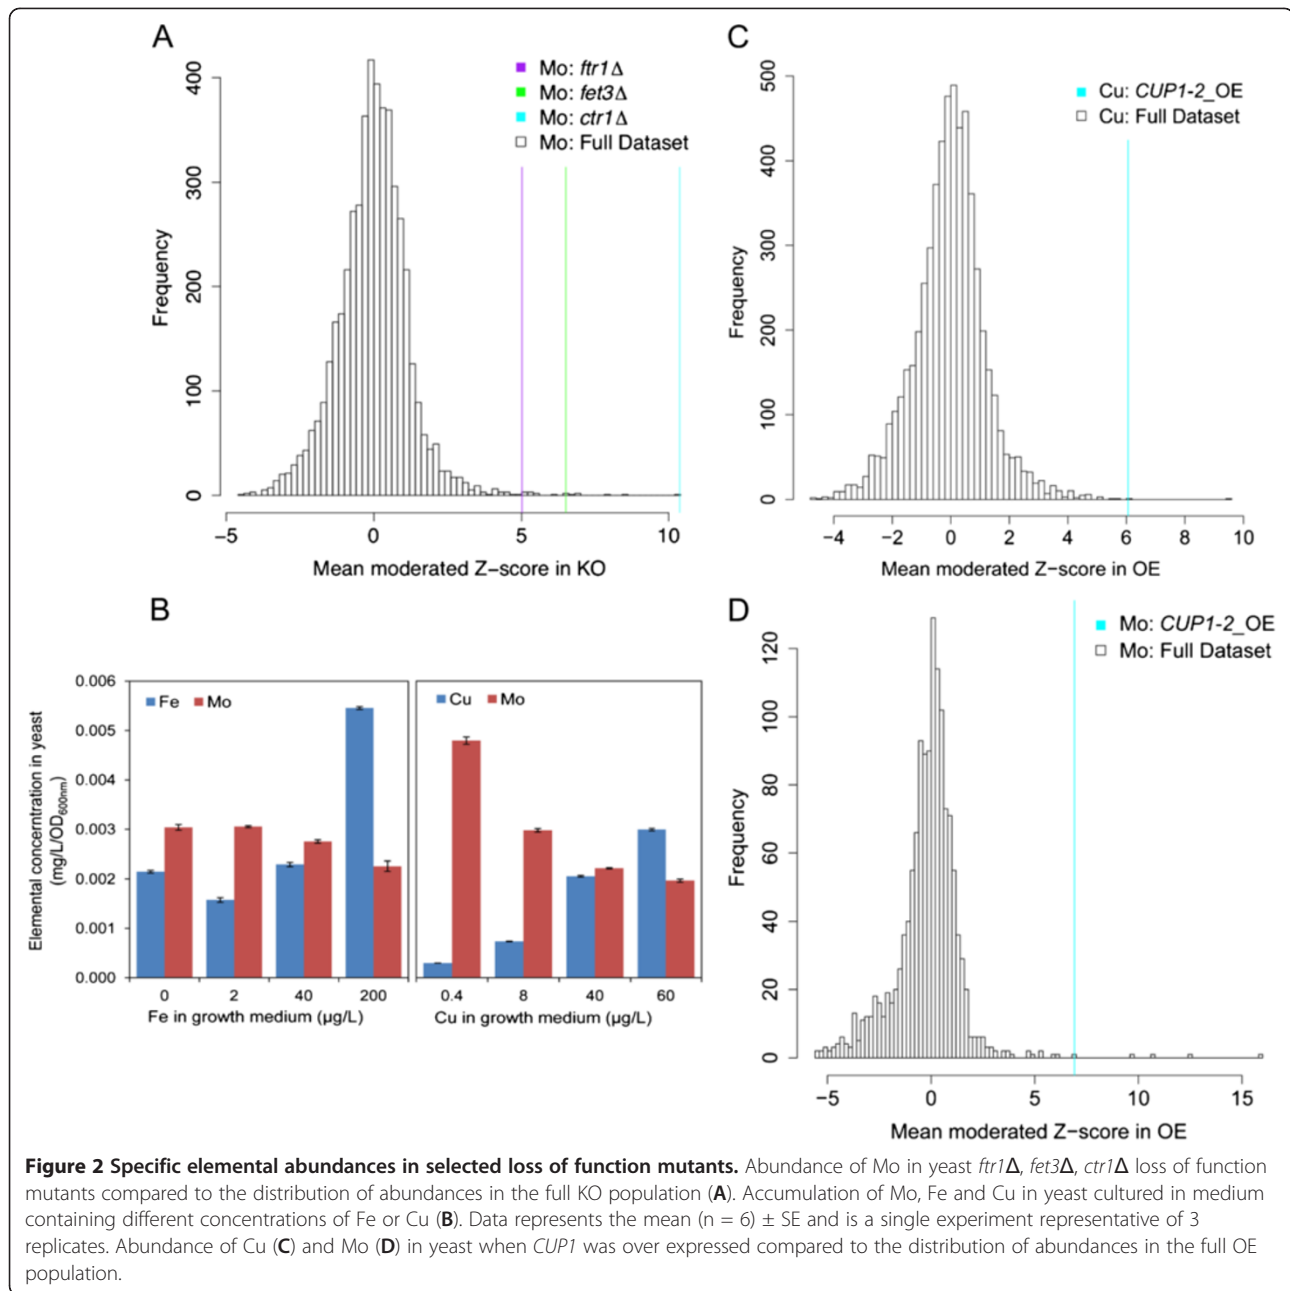 A
Mo: ftr1Δ
Mo: fet3Δ
Mo: ctr1Δ
Mo: Full Dataset
Frequency
400
300
200
100
0
−5
0
5
10
Mean moderated Z−score in KO
C
Cu: CUP1-2_OE
Cu: Full Dataset
Frequency
500
400
300
200
100
0
−4
−2
0
2
4
6
8
10
Mean moderated Z−score in OE
B
Elemental concemtration in yeast
(mg/L/OD600nm)
0.006
0.005
0.004
0.003
0.002
0.001
0.000
Fe
Mo
0
2
40
200
Fe in growth medium (µg/L)
Cu
Mo
0.4
8
40
60
Cu in growth medium (µg/L)
D
Mo: CUP1-2_OE
Mo: Full Dataset
Frequency
120
100
80
60
40
20
0
−5
0
5
10
15
Mean moderated Z−score in OE
Figure 2 Specific elemental abundances in selected loss of function mutants. Abundance of Mo in yeast ftr1Δ, fet3Δ, ctr1Δ loss of function
mutants compared to the distribution of abundances in the full KO population (A). Accumulation of Mo, Fe and Cu in yeast cultured in medium
containing different concentrations of Fe or Cu (B). Data represents the mean (n = 6) ± SE and is a single experiment representative of 3
replicates. Abundance of Cu (C) and Mo (D) in yeast when CUP1 was over expressed compared to the distribution of abundances in the full OE
population.